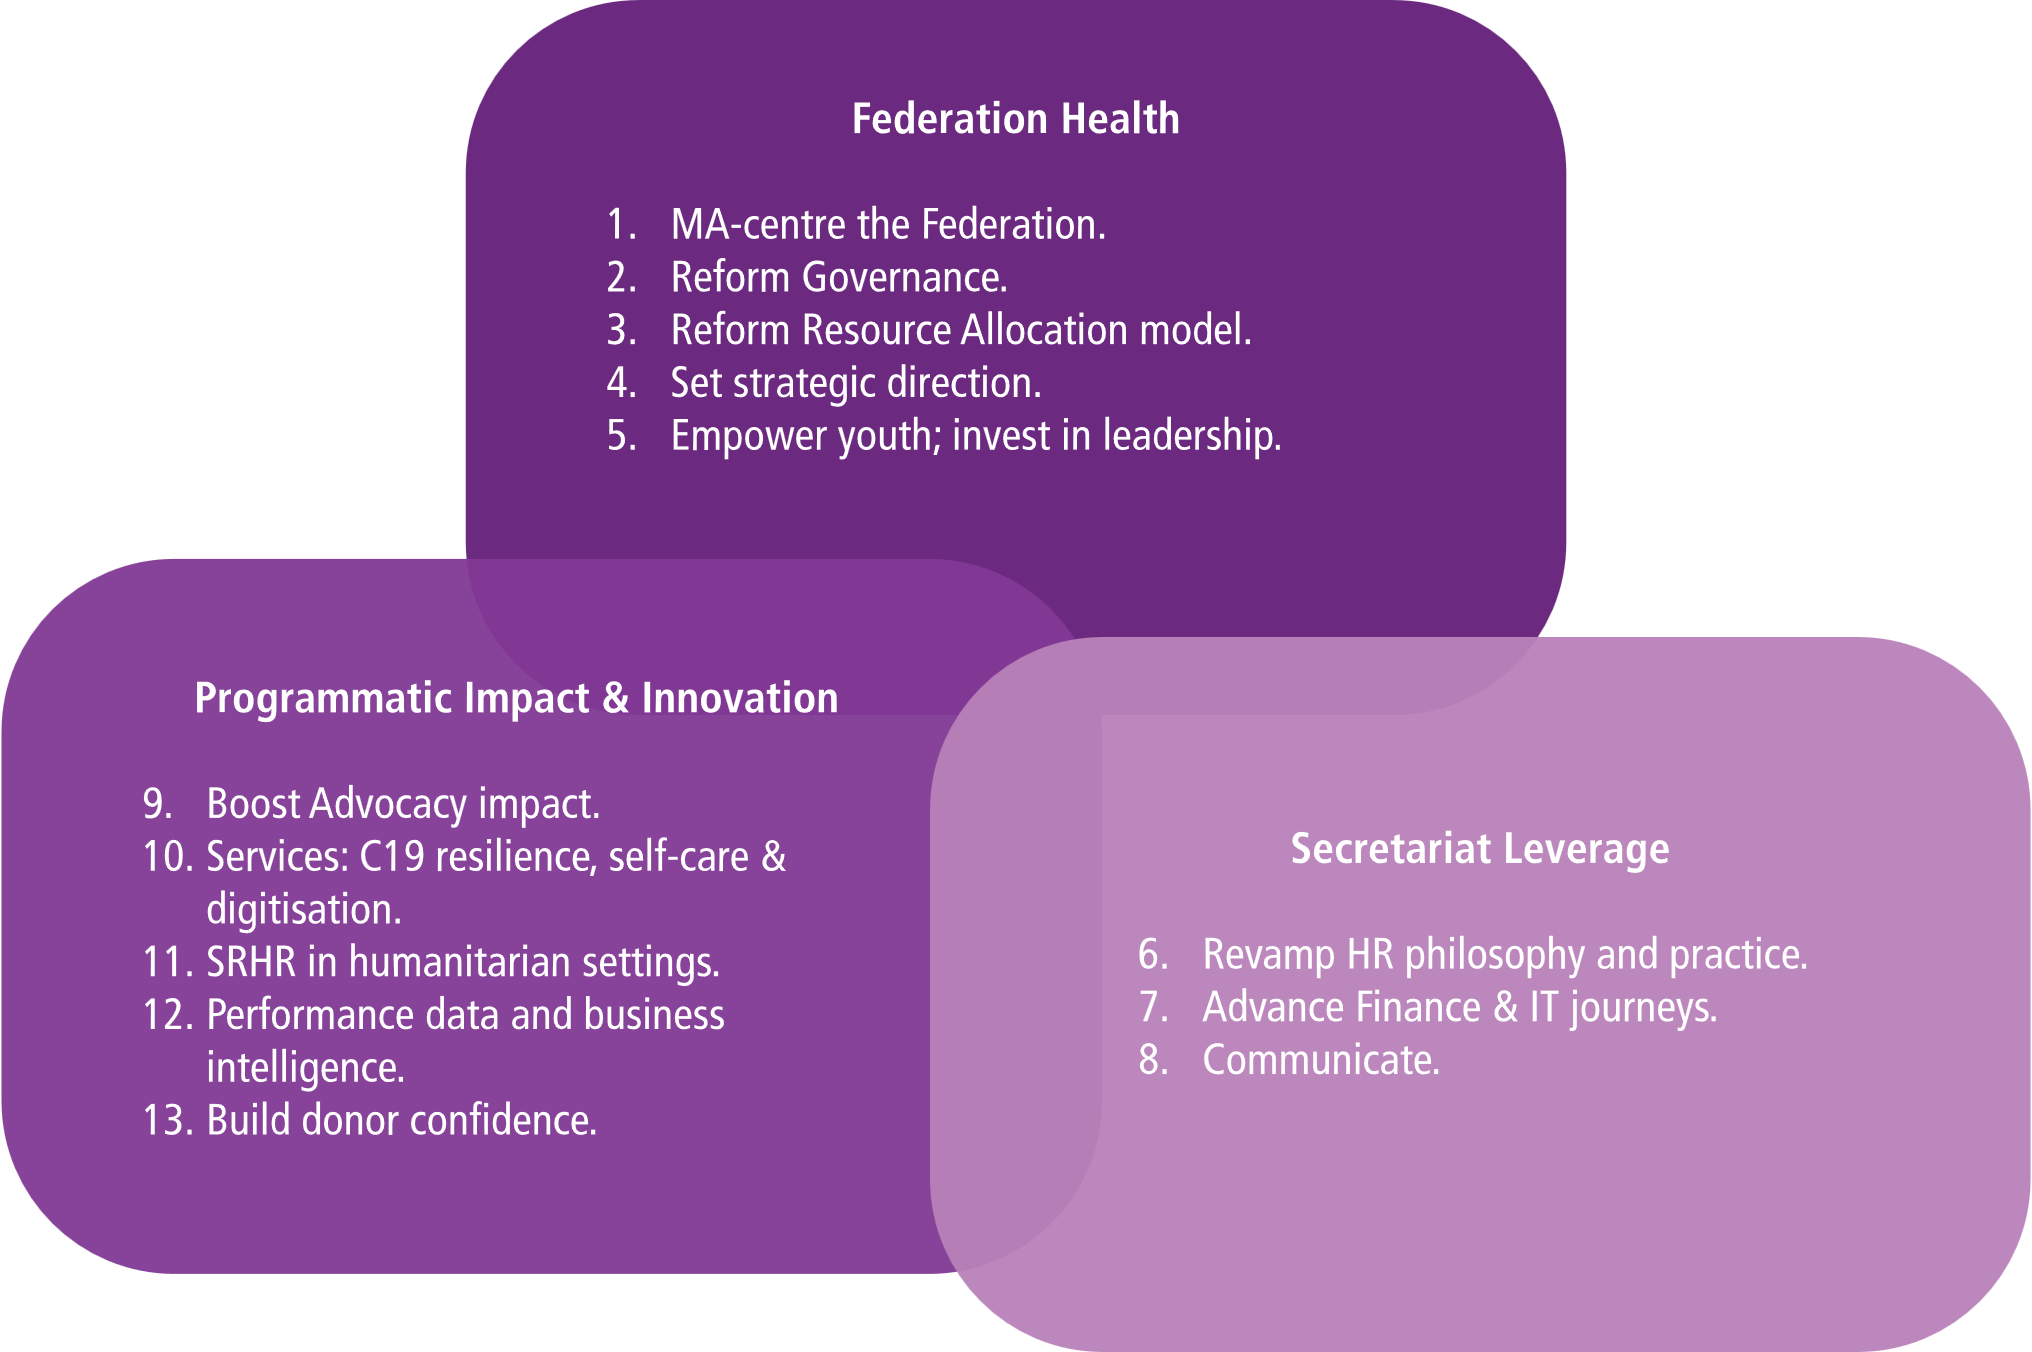 Federation Health
1. MA-centre the Federation.
2. Reform Governance.
3. Reform Resource Allocation model.
4. Set strategic direction.
5. Empower youth; invest in leadership.
Programmatic Impact & Innovation
9. Boost Advocacy impact.
10. Services: C19 resilience, self-care &
digitisation.
11. SRHR in humanitarian settings.
12. Performance data and business
intelligence.
13. Build donor confidence.
Secretariat Leverage
6. Revamp HR philosophy and practice.
7. Advance Finance & IT journeys.
8. Communicate.